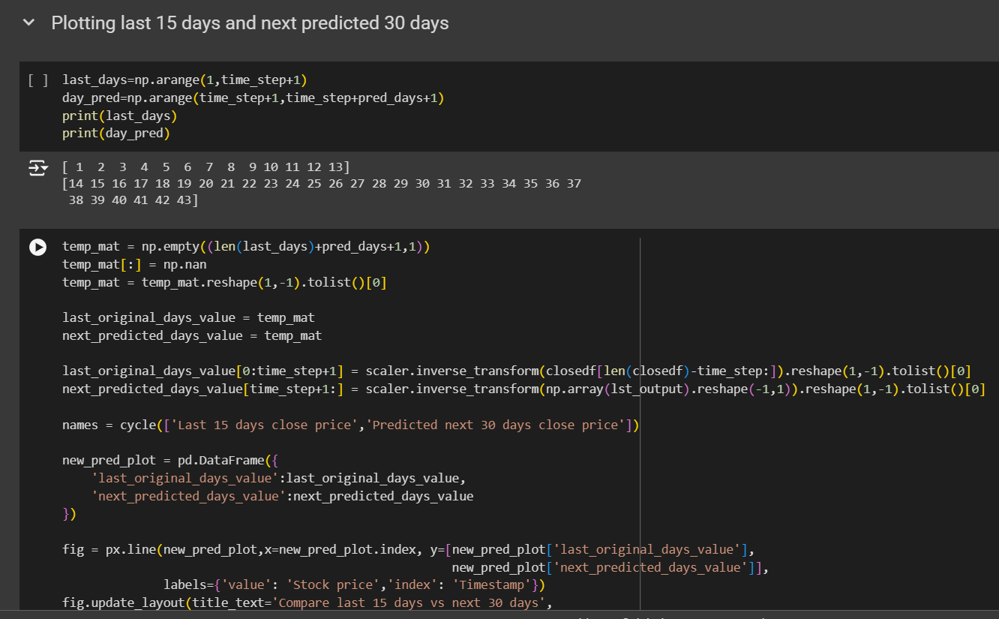 Plotting last 15 days and next predicted 30 days
[ ] last_days=np.arange(1,time_step+1)
day_pred=np.arange(time_step+1,time_step+pred_days+1)
print(last_days)
print(day_pred)
[ 1  2  3  4  5  6  7  8  9 10 11 12 13]
[14 15 16 17 18 19 20 21 22 23 24 25 26 27 28 29 30 31 32 33 34 35 36 37
 38 39 40 41 42 43]
temp_mat = np.empty((len(last_days)+pred_days+1,1))
temp_mat[:] = np.nan
temp_mat = temp_mat.reshape(1,-1).tolist()[0]
last_original_days_value = temp_mat
next_predicted_days_value = temp_mat
last_original_days_value[0:time_step+1] = scaler.inverse_transform(closedf[len(closedf)-time_step:]).reshape(1,-1).tolist()[0]
next_predicted_days_value[time_step+1:] = scaler.inverse_transform(np.array(lst_output).reshape(-1,1)).reshape(1,-1).tolist()[0]
names = cycle(['Last 15 days close price','Predicted next 30 days close price'])
new_pred_plot = pd.DataFrame({
    'last_original_days_value':last_original_days_value,
    'next_predicted_days_value':next_predicted_days_value
})
fig = px.line(new_pred_plot,x=new_pred_plot.index, y=[new_pred_plot['last_original_days_value'],
                                                      new_pred_plot['next_predicted_days_value']],
              labels={'value': 'Stock price','index': 'Timestamp'})
fig.update_layout(title_text='Compare last 15 days vs next 30 days',